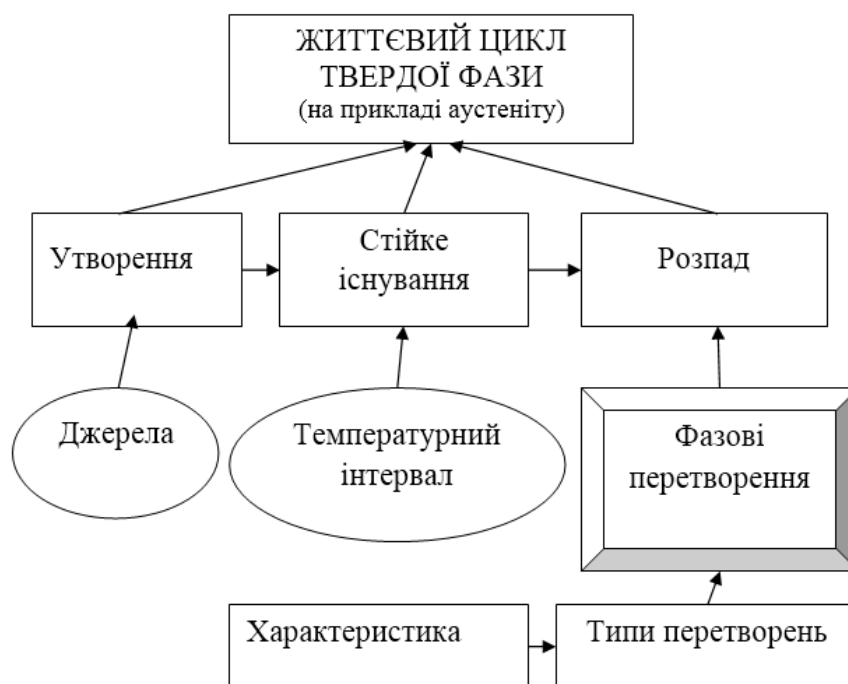 ЖИТТЄВИЙ ЦИКЛ
ТВЕРДОЇ ФАЗИ
(на прикладі аустеніту)
Утворення
Стійке
існування
Розпад
Джерела
Температурний
інтервал
Фазові
перетворення
Характеристика
Типи перетворень